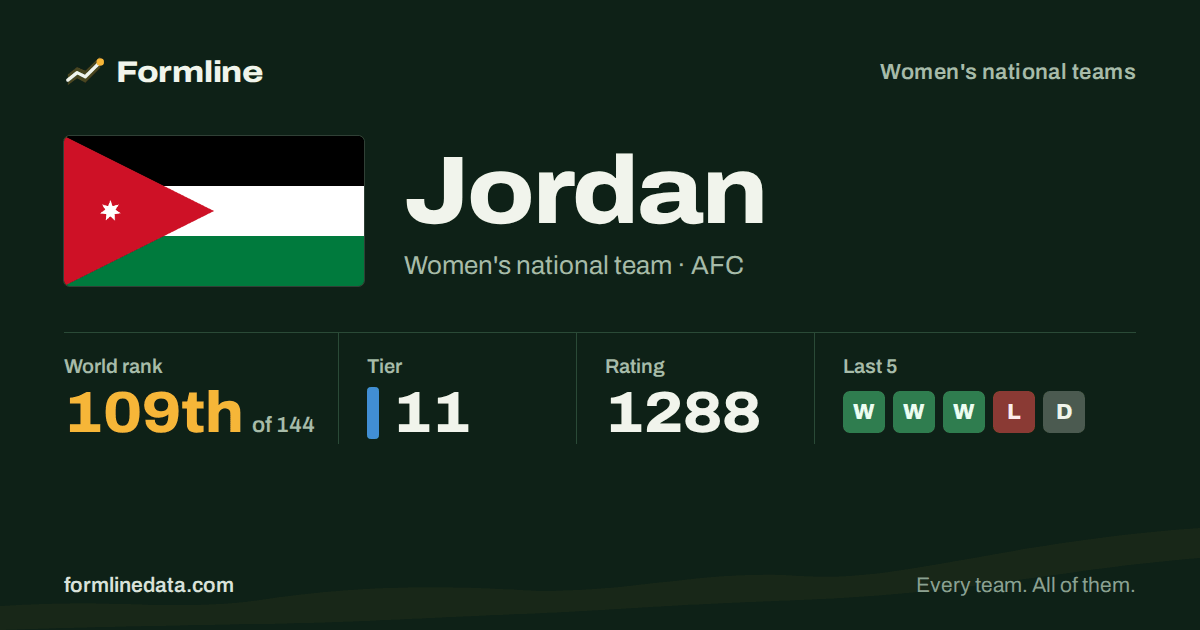 Formline
Women's national teams
Jordan
Women's national team · AFC
World rank
109th of 144
Tier
11
Rating
1288
Last 5
W W W L D
formlinedata.com
Every team. All of them.